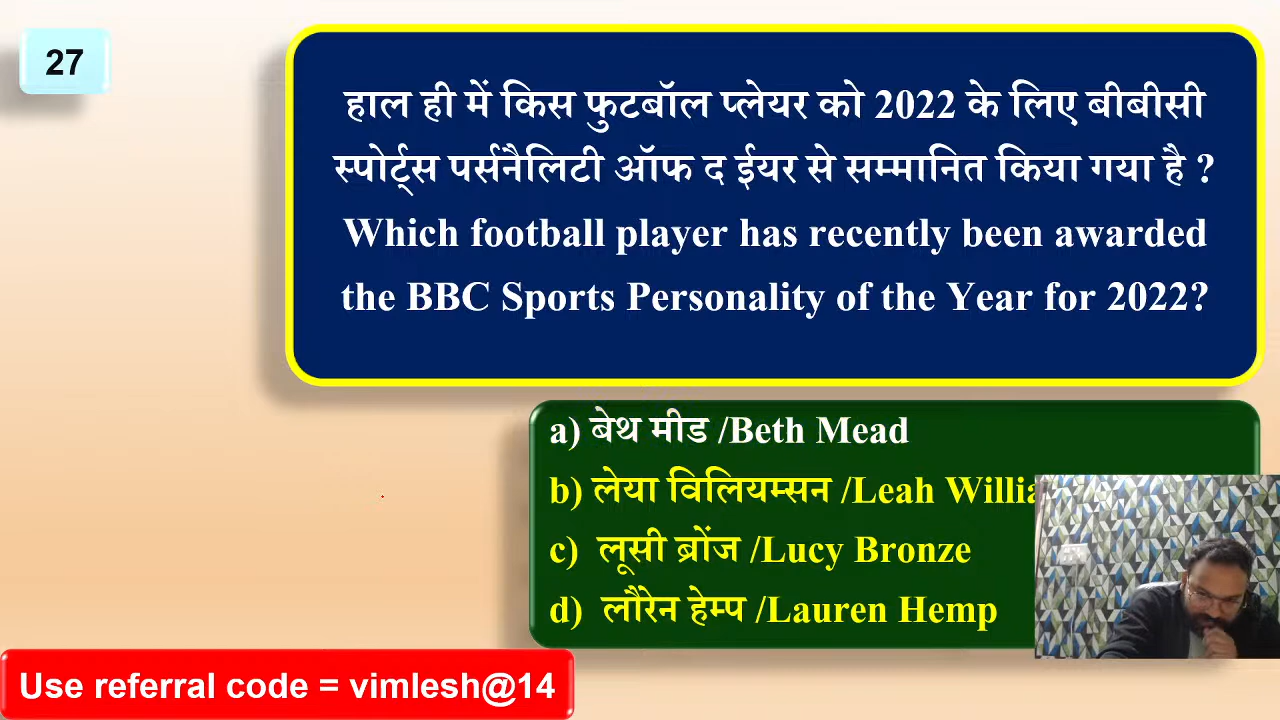 27
हाल ही में किस फुटबॉल प्लेयर को 2022 के लिए बीबीसी
स्पोर्ट्स पर्सनैलिटी ऑफ द ईयर से सम्मानित किया गया है ?
Which football player has recently been awarded
the BBC Sports Personality of the Year for 2022?
a) बेथ मीड /Beth Mead
b) लेया विलियम्सन /Leah
c) लूसी ब्रोंज /Lucy Bronze
d) लौरेन हेम्प /Lauren Hemp
Use referral code = vimlesh@14